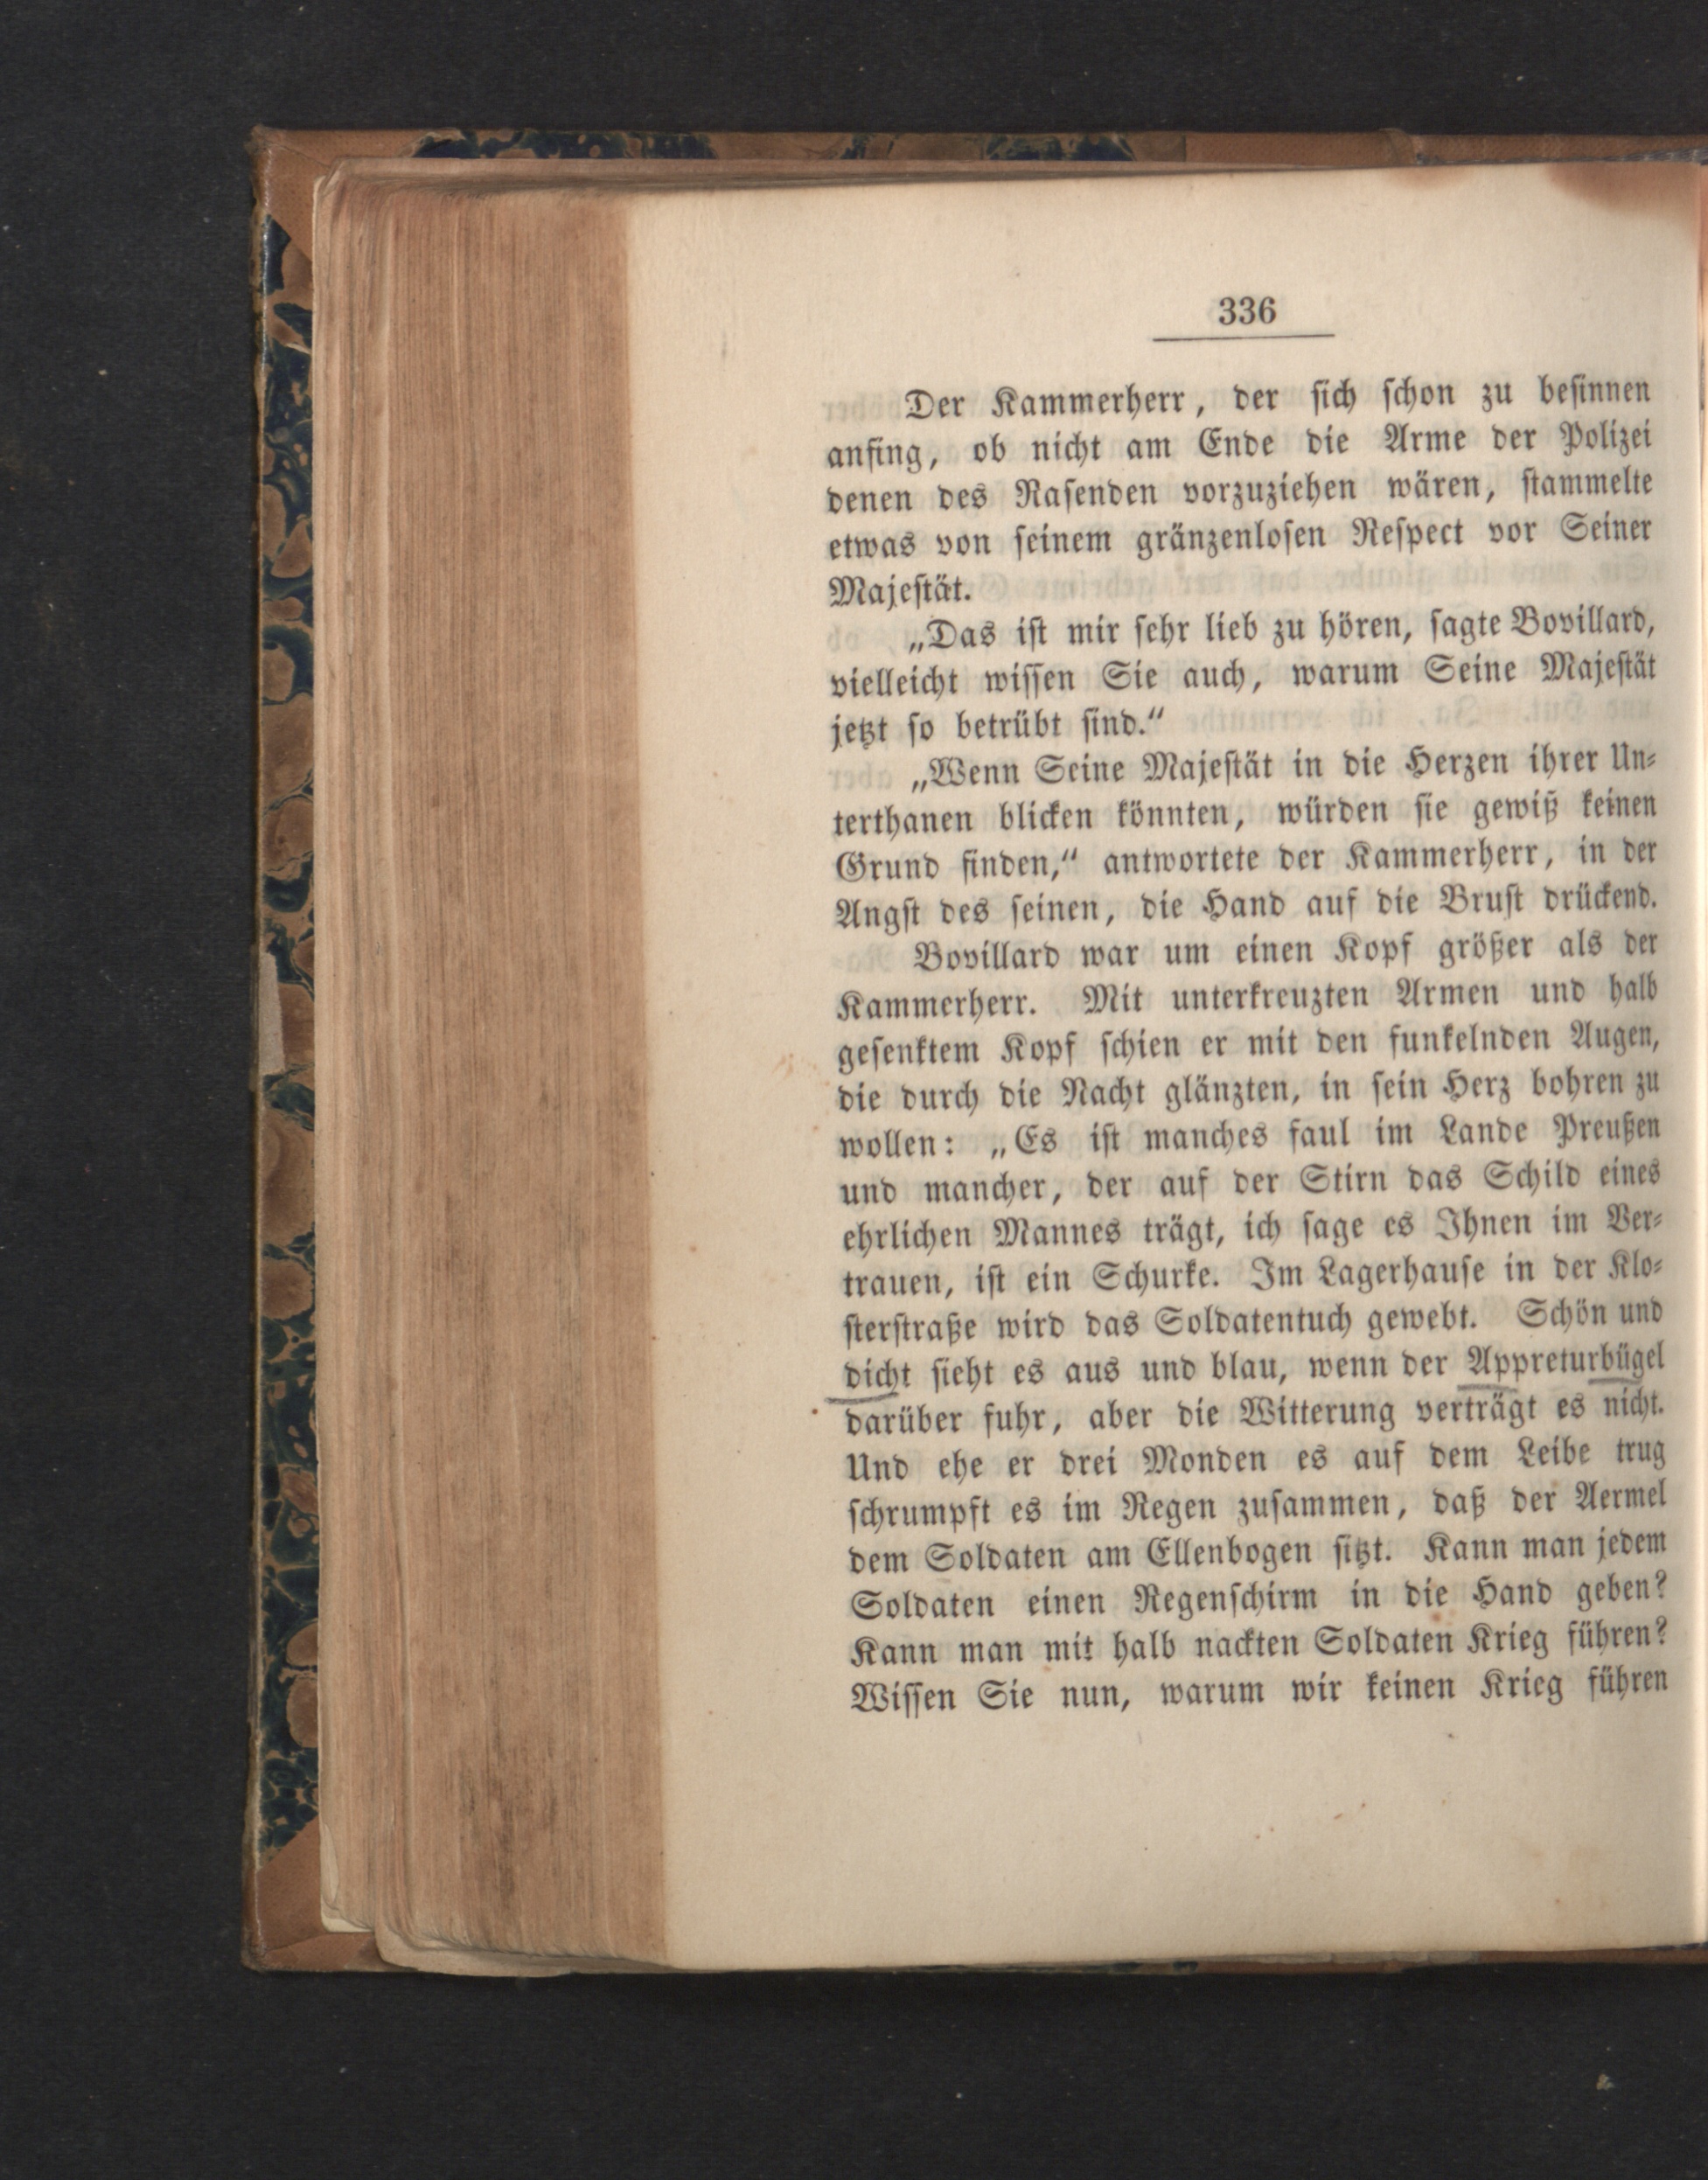 336
Der Kammerherr, der sich schon zu besinnen
anfing, ob nicht am Ende die Arme der Polizei
denen des Rasenden vorzuziehen wären, stammelte
etwas von seinem gränzenlosen Respect vor Seiner
Majestät.
„Das ist mir sehr lieb zu hören, sagte Bovillard,
vielleicht wissen Sie auch, warum Seine Majestät
jetzt so betrübt sind.“
„Wenn Seine Majestät in die Herzen ihrer Un-
terthanen blicken könnten, würden sie gewiß keinen
Grund finden,“ antwortete der Kammerherr, in der
Angst des seinen, die Hand auf die Brust drückend.
Bovillard war um einen Kopf größer als der
Kammerherr. Mit unterkreuzten Armen und halb
gesenktem Kopf schien er mit den funkelnden Augen,
die durch die Nacht glänzten, in sein Herz bohren zu
wollen: „Es ist manches faul im Lande Preußen
und mancher, der auf der Stirn das Schild eines
ehrlichen Mannes trägt, ich sage es Ihnen im Ver-
trauen, ist ein Schurke. Im Lagerhause in der Klo-
sterstraße wird das Soldatentuch gewebt. Schön und
dicht sieht es aus und blau, wenn der Appreturbügel
darüber fuhr, aber die Witterung verträgt es nicht.
Und ehe er drei Monden es auf dem Leibe trug
schrumpft es im Regen zusammen, daß der Aermel
dem Soldaten am Ellenbogen sitzt. Kann man jedem
Soldaten einen Regenschirm in die Hand geben?
Kann man mit halb nackten Soldaten Krieg führen?
Wissen Sie nun, warum wir keinen Krieg führen